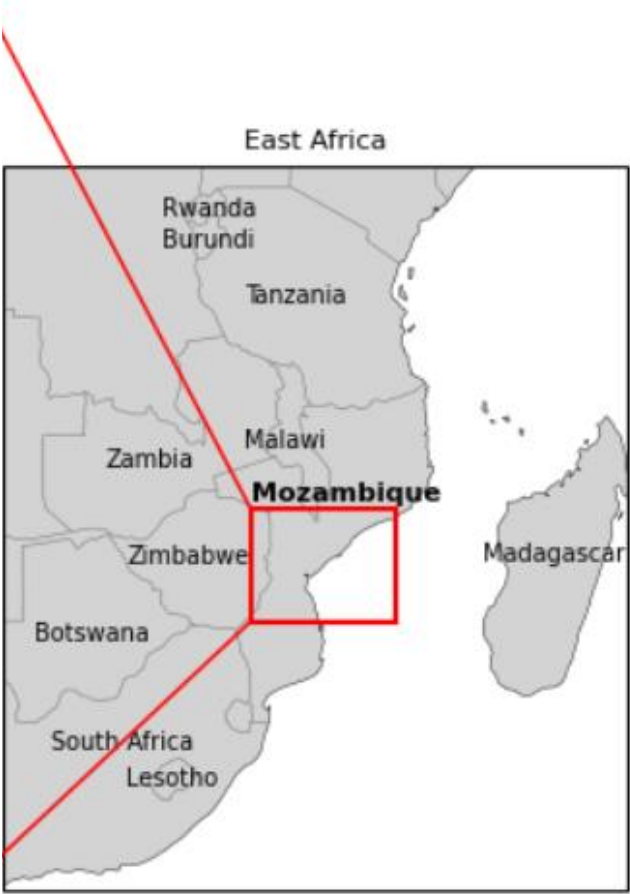 East Africa
Rwanda
Burundi
Tanzania
Malawi
Zambia
Mozambique
Zimbabwe
Madagascar
Botswana
South Africa
Lesotho